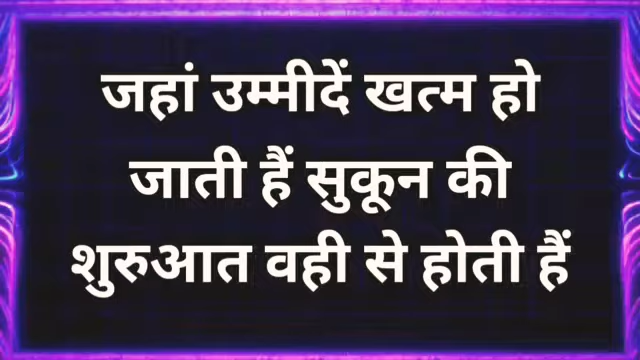 जहां उम्मीदें खत्म हो
जाती हैं सुकून की
शुरुआत वही से होती हैं